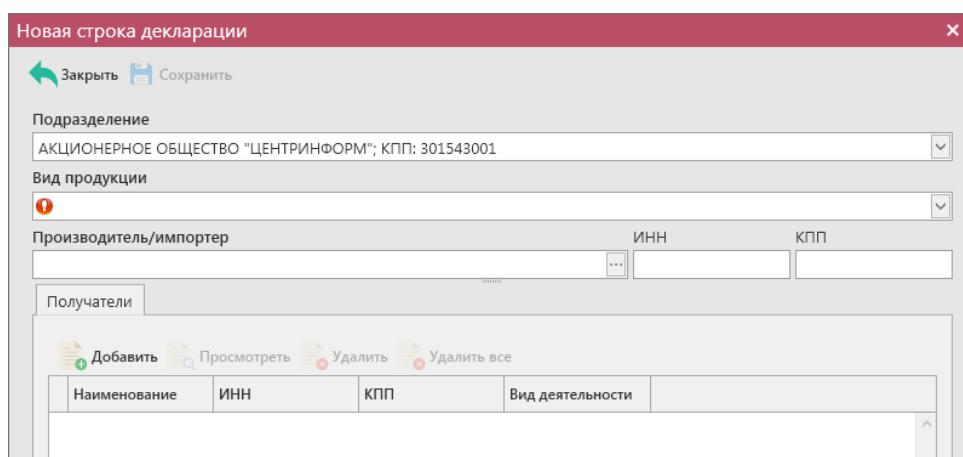 Новая строка декларации
Закрыть Сохранить
Подразделение
АКЦИОНЕРНОЕ ОБЩЕСТВО "ЦЕНТРИНФОРМ"; КПП: 301543001
Вид продукции
Производитель/импортер ИНН КПП
Получатели
Добавить Просмотреть Удалить Удалить все
Наименование ИНН КПП Вид деятельности